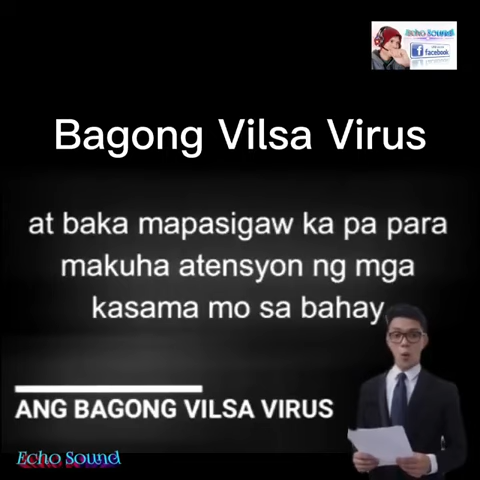 Echo Sound
facebook
Bagong Vilsa Virus
at baka mapasigaw ka pa para
makuha atensyon ng mga
kasama mo sa bahay
ANG BAGONG VILSA VIRUS
Echo Sound